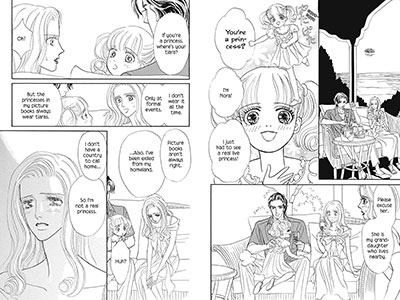 You're
a
prin-
cess?
I'm
Nora!
I just
had to
see a
real live
princess!
Please
excuse
her.
She is
my grand-
daughter
who lives
nearby.
If you're a
princess,
where's
your tiara?
Oh!
I don't
wear it all
the time.
Only at
formal
events.
But the
princesses in
my picture
books always
wear tiaras.
Picture
books aren't
always
right.
...Also, I've
been exiled
from my
homeland.
Huh?
I don't
have a
country
to call
home...
So I'm
not a real
princess.